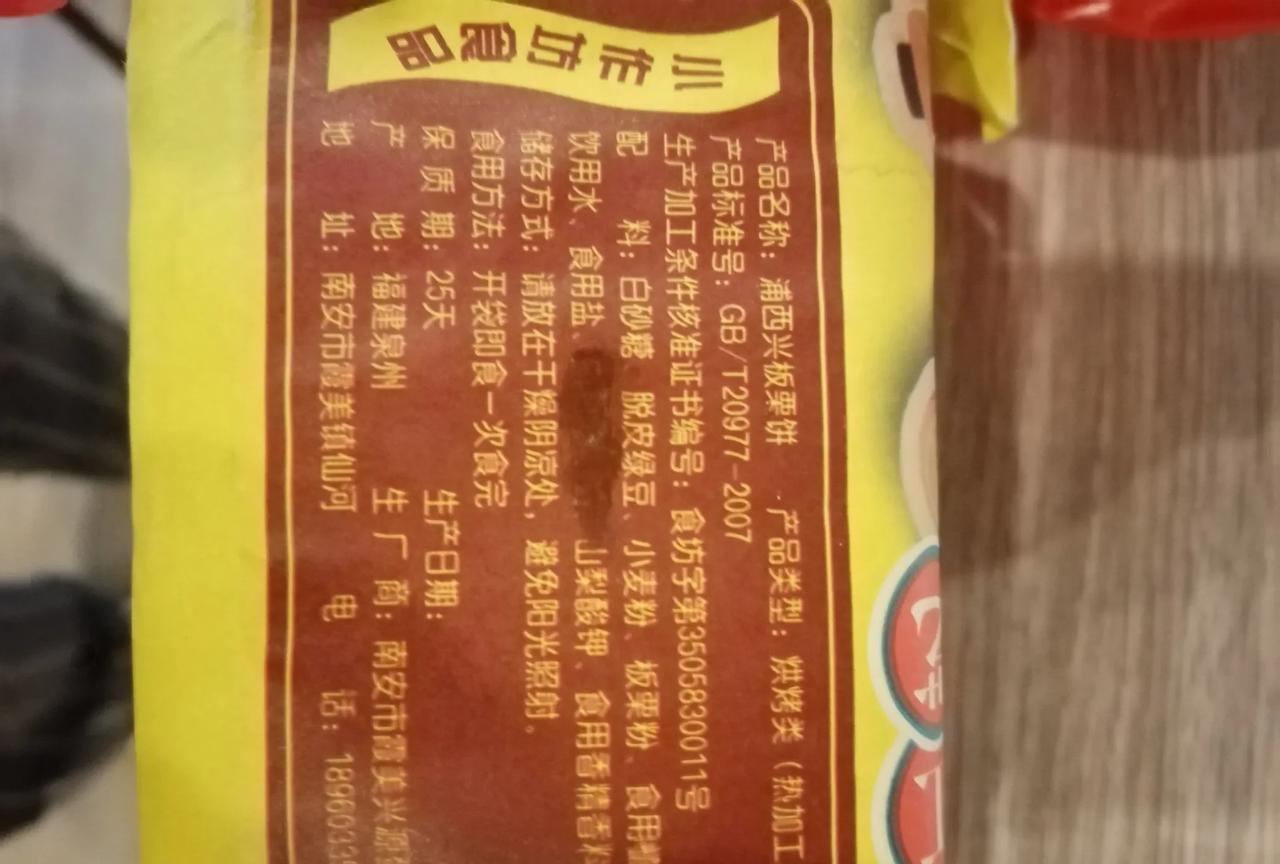 小作坊食品
产品名称: 浦西兴板栗饼 产品类型: 烘烤类 (热加工
产品标准号: GB/T20977-2007
生产加工条件核准证书编号: 食坊字第3505830011号
配 料: 白砂糖、脱皮绿豆、小麦粉、板栗粉、食用
饮用水、食用盐、 山梨酸钾、食用香精香料
储存方式: 请放在干燥阴凉处, 避免阳光照射.
食用方法: 开袋即食一次食完
保 质 期: 25天 生产日期:
产 地: 福建泉州 生 厂 商: 南安市霞美兴源
地 址: 南安市霞美镇仙河 电 话: 1896033